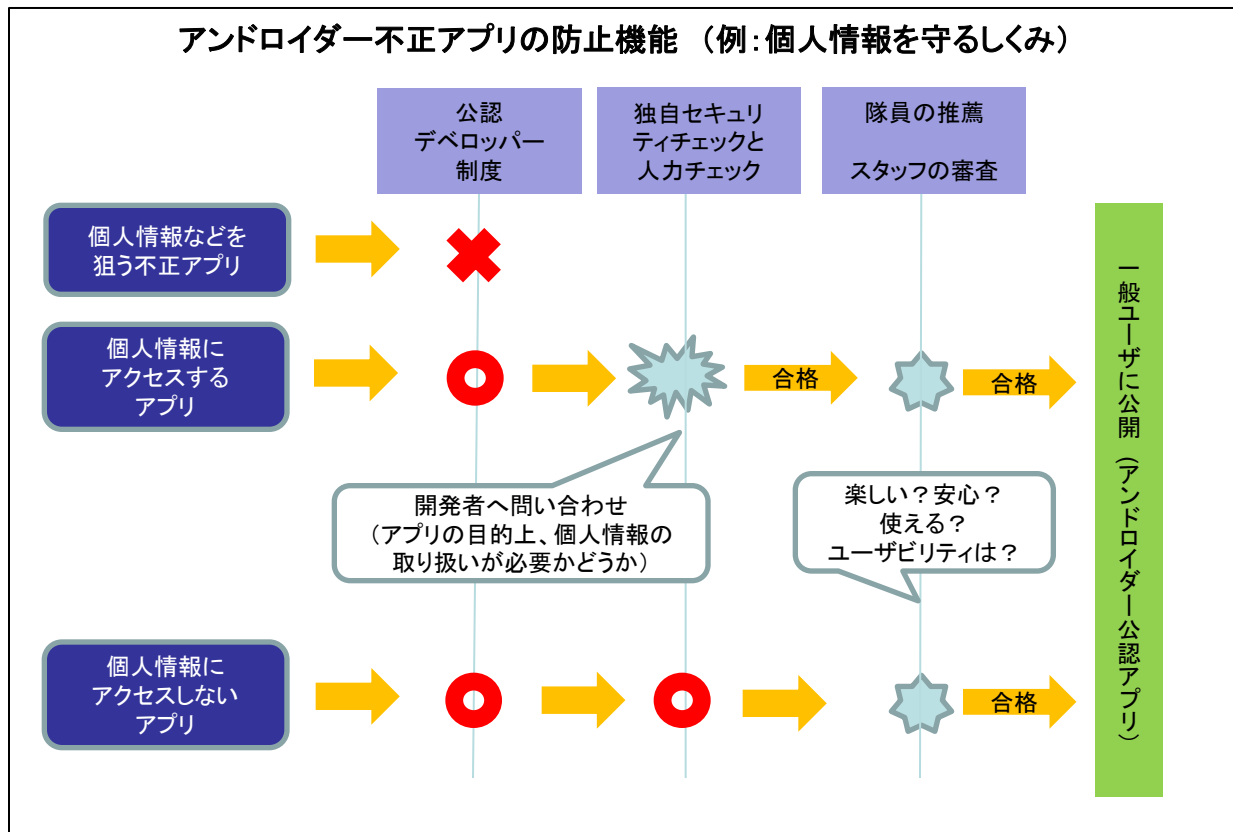 アンドロイダー不正アプリの防止機能 （例：個人情報を守るしくみ）
公認
デベロッパー
制度
独自セキュリ
ティチェックと
人力チェック
隊員の推薦
スタッフの審査
個人情報などを
狙う不正アプリ
個人情報に
アクセスする
アプリ
合格
合格
開発者へ問い合わせ
（アプリの目的上、個人情報の
取り扱いが必要かどうか）
楽しい？安心？
使える？
ユーザビリティは？
個人情報に
アクセスしない
アプリ
合格
一般ユーザに公開（アンドロイダー公認アプリ）